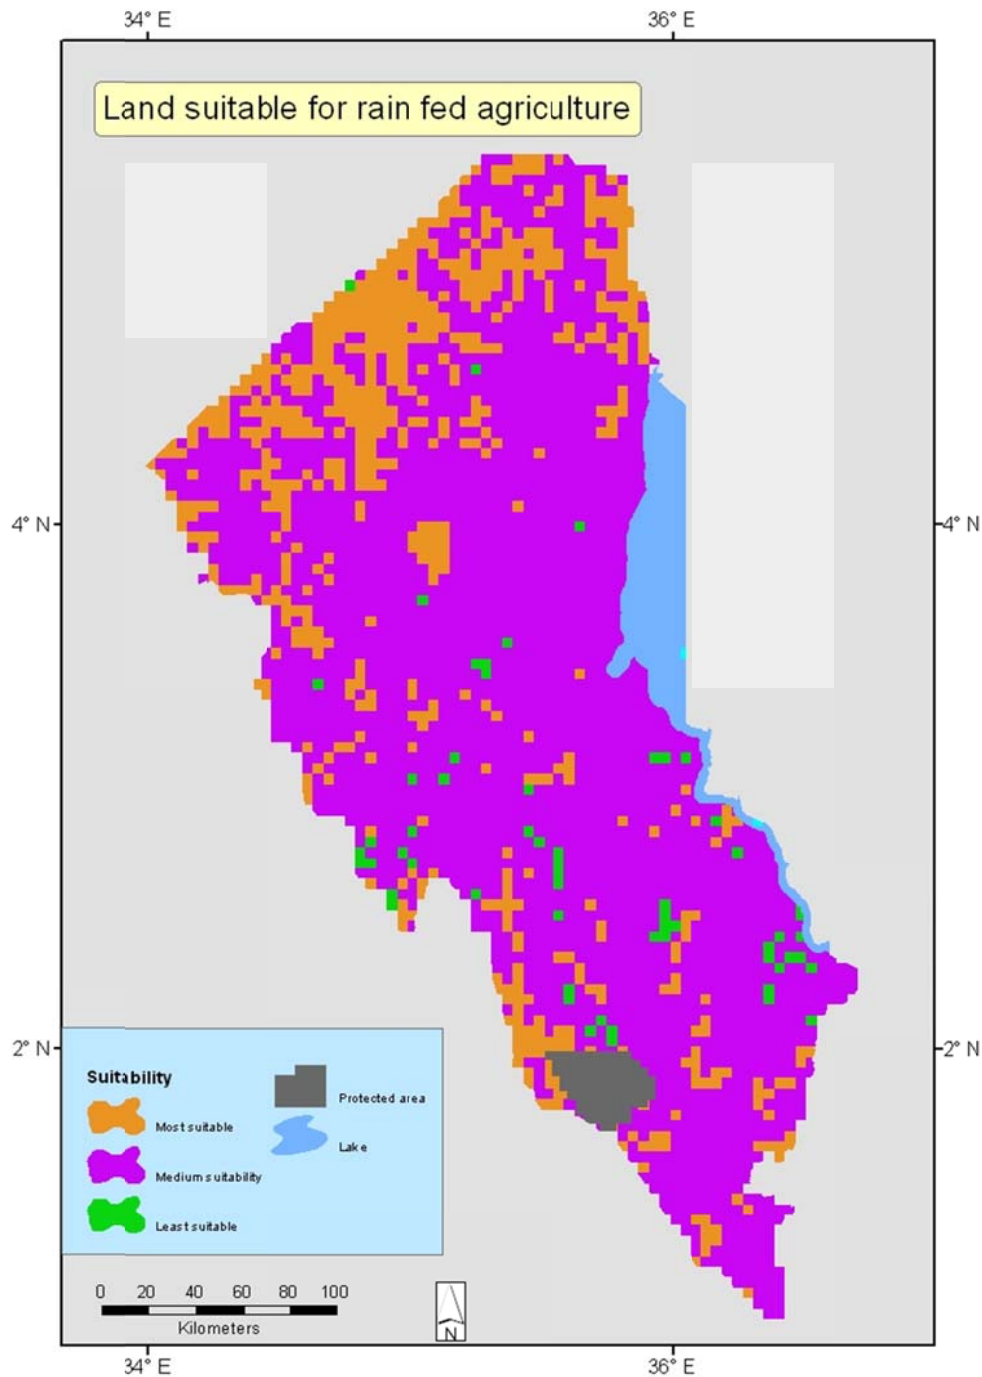 34° E 36° E
Land suitable for rain fed agriculture
4° N 4° N
2° N 2° N
Suitability
Most suitable
Medium suitability
Least suitable
Protected area
Lake
0 20 40 60 80 100
Kilometers
N
34° E 36° E